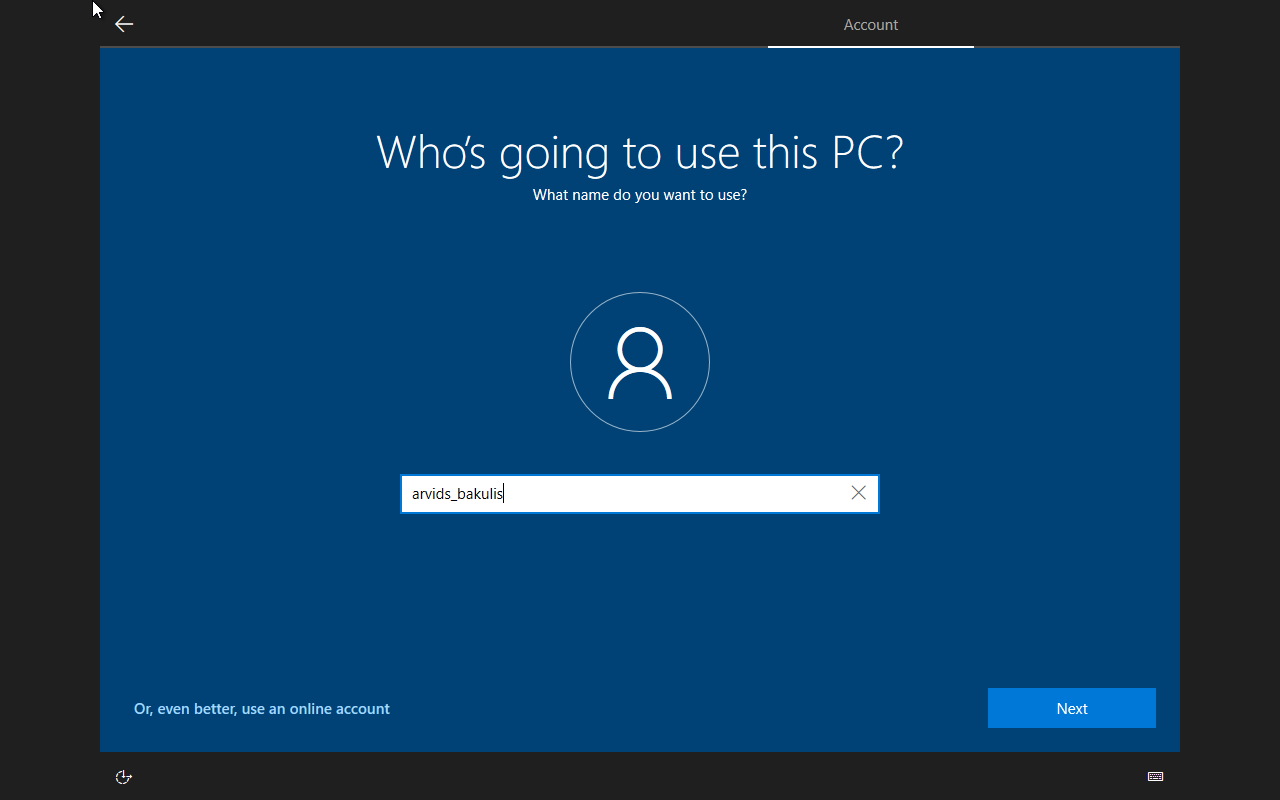 Account
Who's going to use this PC?
What name do you want to use?
arvids_bakulis
Or, even better, use an online account
Next